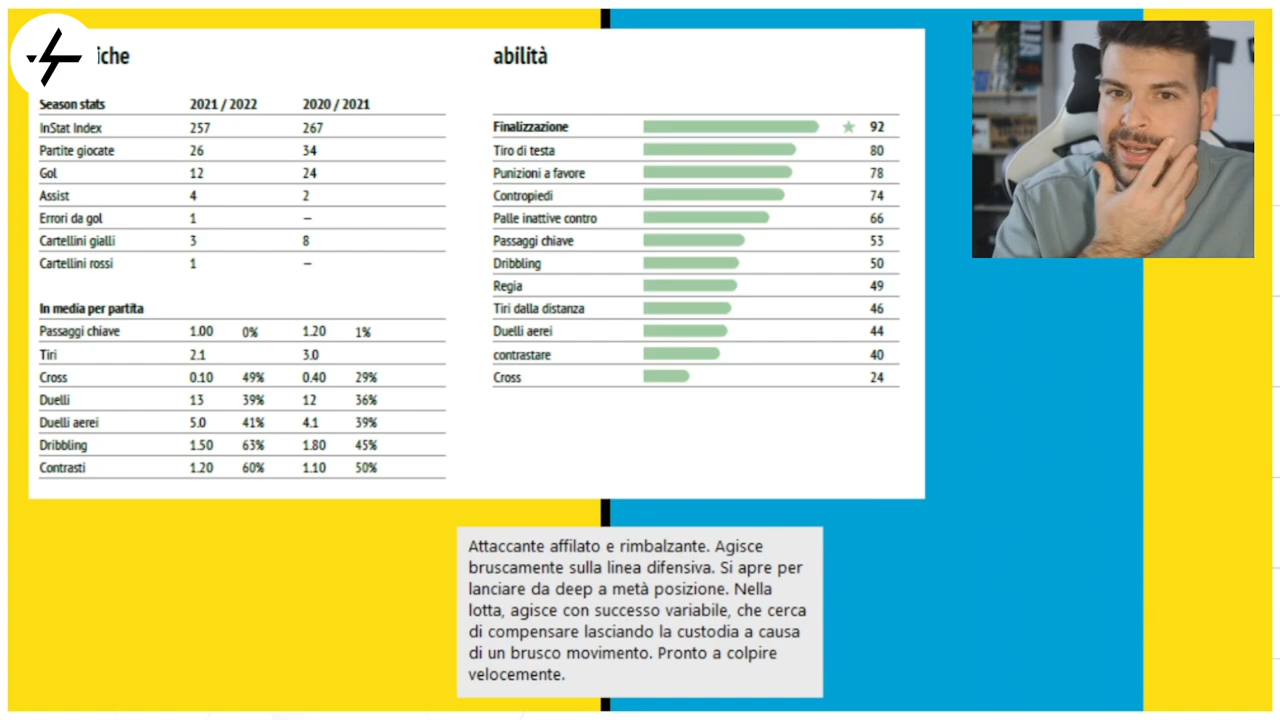 iche
Season stats 2021 / 2022 2020 / 2021
InStat Index 257 267
Partite giocate 26 34
Gol 12 24
Assist 4 2
Errori da gol 1 –
Cartellini gialli 3 8
Cartellini rossi 1 –
In media per partita
Passaggi chiave 1.00 0% 1.20 1%
Tiri 2.1 3.0
Cross 0.10 49% 0.40 29%
Duelli 13 39% 12 36%
Duelli aerei 5.0 41% 4.1 39%
Dribbling 1.50 63% 1.80 45%
Contrasti 1.20 60% 1.10 50%
abilità
Finalizzazione 92
Tiro di testa 80
Punizioni a favore 78
Contropiedi 74
Palle inattive contro 66
Passaggi chiave 53
Dribbling 50
Regia 49
Tiri dalla distanza 46
Duelli aerei 44
contrastare 40
Cross 24
Attaccante affilato e rimbalzante. Agisce
bruscamente sulla linea difensiva. Si apre per
lanciare da deep a metà posizione. Nella
lotta, agisce con successo variabile, che cerca
di compensare lasciando la custodia a causa
di un brusco movimento. Pronto a colpire
velocemente.